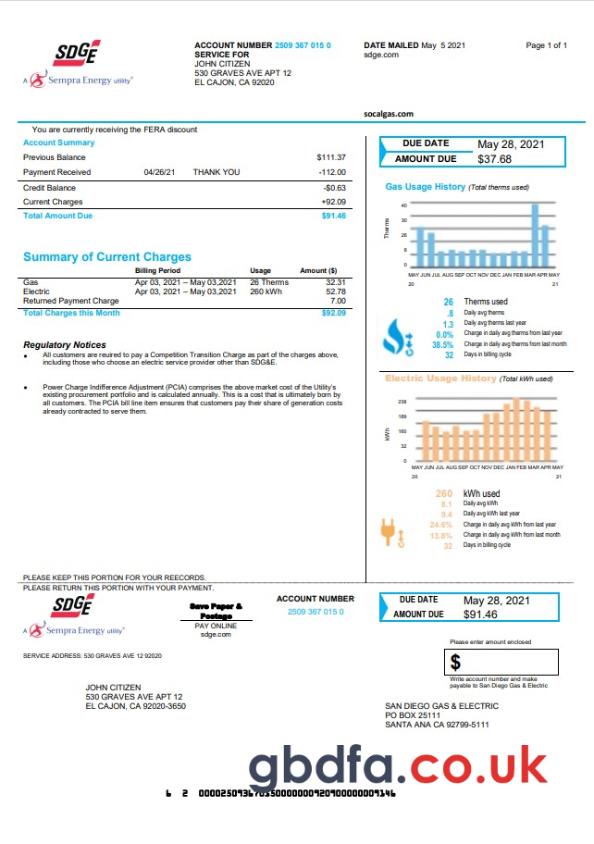 SDGE
A Sempra Energy utility®
ACCOUNT NUMBER 2509 367 015 0
SERVICE FOR
JOHN CITIZEN
530 GRAVES AVE APT 12
EL CAJON, CA 92020
DATE MAILED May 5 2021
sdge.com
Page 1 of 1
socalgas.com
You are currently receiving the FERA discount
Account Summary
Previous Balance $111.37
Payment Received 04/26/21 THANK YOU -112.00
Credit Balance -$0.63
Current Charges +92.09
Total Amount Due $91.46
DUE DATE May 28, 2021
AMOUNT DUE $37.68
Summary of Current Charges
Billing Period Usage Amount ($)
Gas Apr 03, 2021 – May 03,2021 26 Therms 32.31
Electric Apr 03, 2021 – May 03,2021 260 kWh 52.78
Returned Payment Charge 7.00
Total Charges this Month $92.09
Regulatory Notices
• All customers are reuired to pay a Competition Transition Charge as part of the charges above,
including those who choose an electric service provider other than SDG&E.
• Power Charge Indifference Adjustment (PCIA) comprises the above market cost of the Utility's
existing procurement portfolio and is calculated annually. This is a cost that is ultimately born by
all customers. The PCIA bill line item ensures that customers pay their share of generation costs
already contracted to serve them.
Gas Usage History (Total therms used)
Therms
40
30
8
0
MAY JUN JUL AUG SEP OCT NOV DEC JAN FEB MAR APR MAY
20 21
26 Therms used
.8 Daily avg therms
1.3 Daily avg therms last year
0.0% Charge in daily avg therms from last year
38.5% Charge in daily avg therms from last month
32 Days in billing cycle
Electric Usage History (Total kWh used)
kWh
160
32
0
MAY JUN JUL AUG SEP OCT NOV DEC JAN FEB MAR APR MAY
20 21
260 kWh used
8.1 Daily avg kWh
9.4 Daily avg kWh last year
24.6% Charge in daily avg kWh from last year
13.8% Charge in daily avg kWh from last month
32 Days in billing cycle
PLEASE KEEP THIS PORTION FOR YOUR REECORDS.
PLEASE RETURN THIS PORTION WITH YOUR PAYMENT.
SDGE
A Sempra Energy utility®
Save Paper &
Postage
PAY ONLINE
sdge.com
ACCOUNT NUMBER
2509 367 015 0
DUE DATE May 28, 2021
AMOUNT DUE $91.46
SERVICE ADDRESS: 530 GRAVES AVE 12 92020
Please enter amount enclosed
$
Write account number and make
payable to San Diego Gas & Electric
JOHN CITIZEN
530 GRAVES AVE APT 12
EL CAJON, CA 92020-3650
SAN DIEGO GAS & ELECTRIC
PO BOX 25111
SANTA ANA CA 92799-5111
gbdfa.co.uk